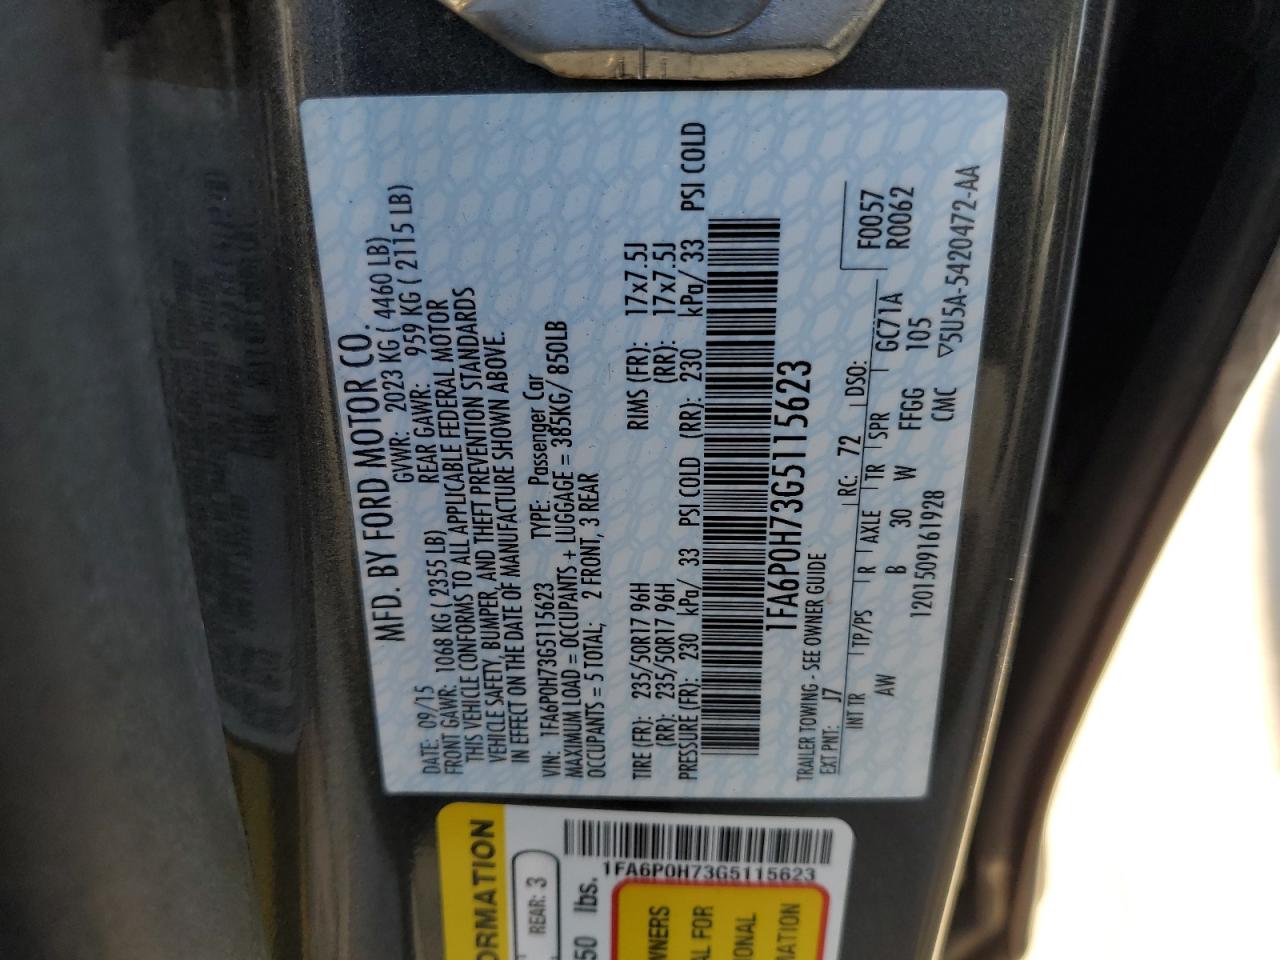 MFD. BY FORD MOTOR CO.
DATE: 09/15 GVWR: 2023 KG ( 4460 LB)
FRONT GAWR: 1068 KG ( 2355 LB) REAR GAWR: 959 KG ( 2115 LB)
THIS VEHICLE CONFORMS TO ALL APPLICABLE FEDERAL MOTOR
VEHICLE SAFETY, BUMPER, AND THEFT PREVENTION STANDARDS
IN EFFECT ON THE DATE OF MANUFACTURE SHOWN ABOVE.
VIN: 1FA6P0H73G5115623 TYPE: Passenger Car
MAXIMUM LOAD = OCCUPANTS + LUGGAGE = 385KG/ 850LB
OCCUPANTS = 5 TOTAL; 2 FRONT, 3 REAR
TIRE (FR): 235/50R17 96H RIMS (FR): 17x7.5J
(RR): 235/50R17 96H (RR): 17x7.5J
PRESSURE (FR): 230 kPa/ 33 PSI COLD (RR): 230 kPa/ 33 PSI COLD
1FA6P0H73G5115623
TRAILER TOWING - SEE OWNER GUIDE
EXT PNT: J7 RC: 72 DSO: F0057
INT TR TP/PS R AXLE TR SPR R0062
AW B 30 W FFGG GC71A
105
1201509161928 CMC ▽5U5A-5420472-AA
1FA6P0H73G5115623
ORMATION
REAR: 3
50 lbs.
WNERS
AL FOR
IONAL
MATION